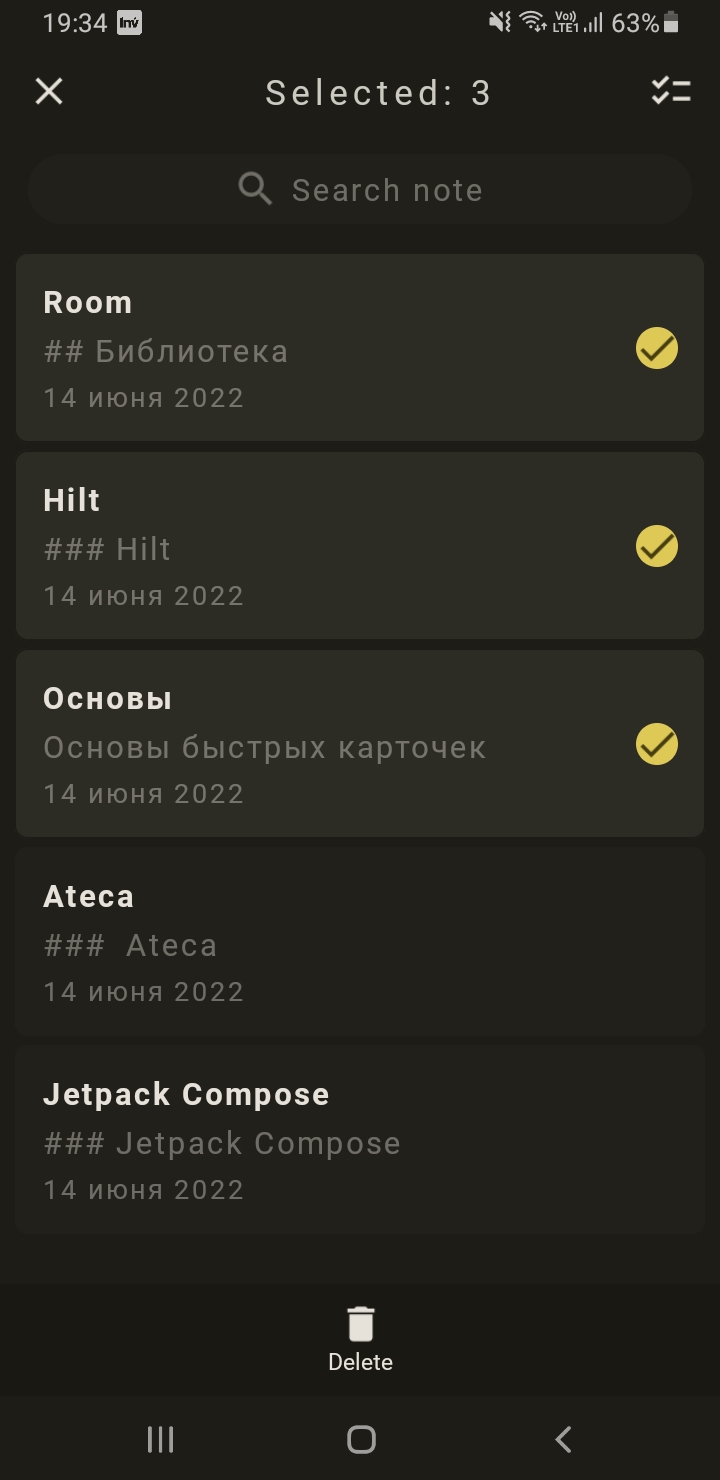 19:34 Inv Vo)) LTE1 63%
Selected: 3
Search note
Room
## Библиотека
14 июня 2022
Hilt
### Hilt
14 июня 2022
Основы
Основы быстрых карточек
14 июня 2022
Ateca
###  Ateca
14 июня 2022
Jetpack Compose
### Jetpack Compose
14 июня 2022
Delete